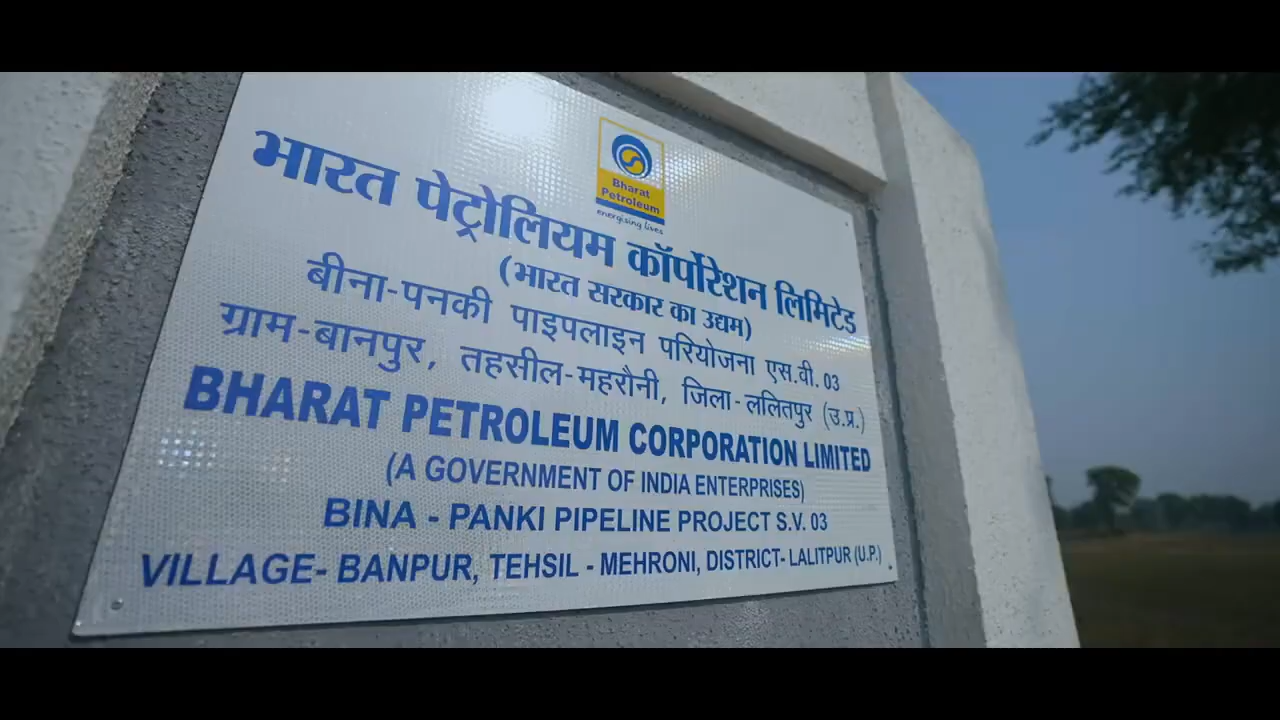 Bharat
Petroleum
energising lives
भारत पेट्रोलियम कॉर्पोरेशन लिमिटेड
(भारत सरकार का उद्यम)
बीना-पनकी पाइपलाइन परियोजना एस.वी. 03
ग्राम-बानपुर, तहसील-महरौनी, जिला-ललितपुर (उ.प्र.)
BHARAT PETROLEUM CORPORATION LIMITED
(A GOVERNMENT OF INDIA ENTERPRISES)
BINA - PANKI PIPELINE PROJECT S.V. 03
VILLAGE- BANPUR, TEHSIL - MEHRONI, DISTRICT- LALITPUR (U.P.)